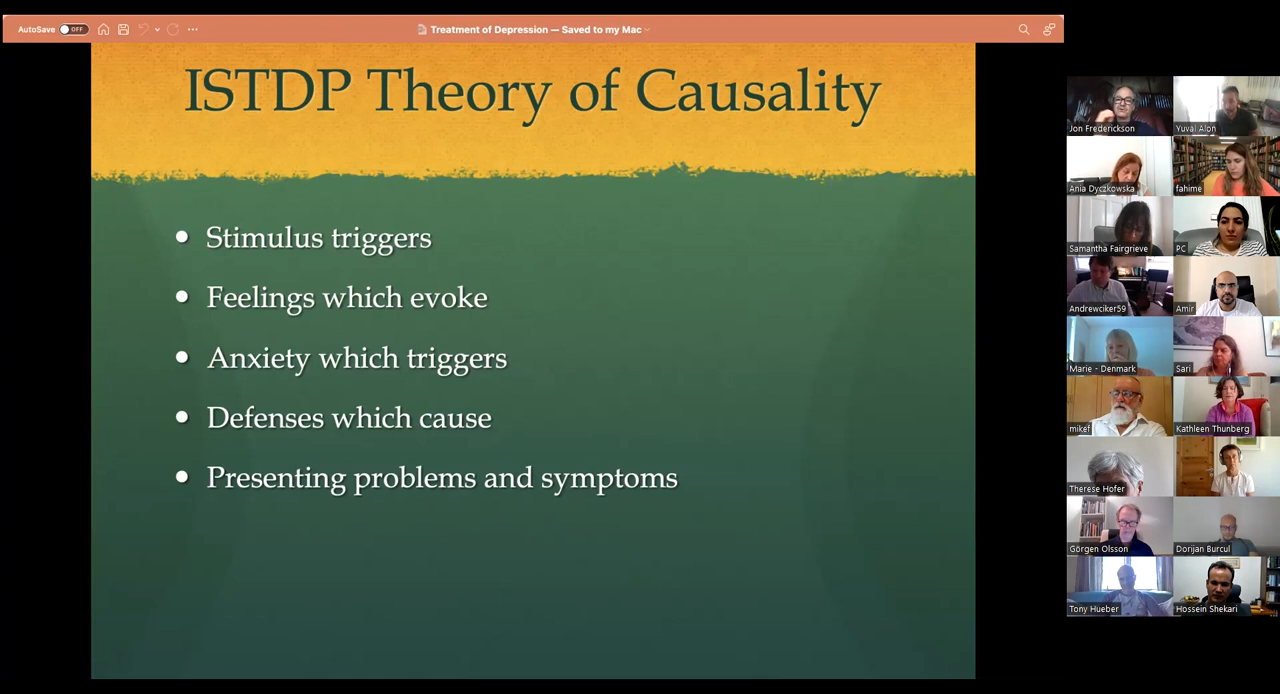 AutoSave OFF
Treatment of Depression — Saved to my Mac
ISTDP Theory of Causality
• Stimulus triggers
• Feelings which evoke
• Anxiety which triggers
• Defenses which cause
• Presenting problems and symptoms
Jon Frederickson
Yuval Alon
Ania Dyczkowska
fahime
Samantha Fairgrieve
PC
Andrewciker59
Amir
Marie - Denmark
Sari
mikef
Kathleen Thunberg
Therese Hofer
Görgen Olsson
Dorijan Burcul
Tony Hueber
Hossein Shekari